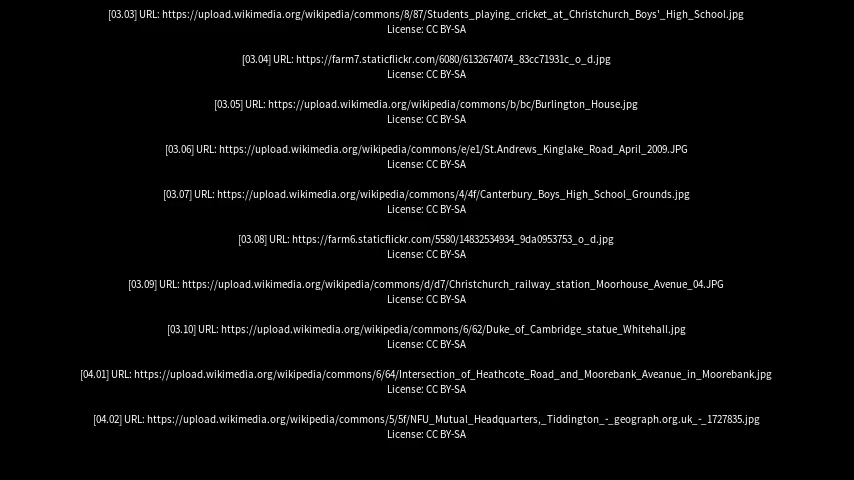 [03.03] URL: https://upload.wikimedia.org/wikipedia/commons/8/87/Students_playing_cricket_at_Christchurch_Boys'_High_School.jpg
License: CC BY-SA
[03.04] URL: https://farm7.staticflickr.com/6080/6132674074_83cc71931c_o_d.jpg
License: CC BY-SA
[03.05] URL: https://upload.wikimedia.org/wikipedia/commons/b/bc/Burlington_House.jpg
License: CC BY-SA
[03.06] URL: https://upload.wikimedia.org/wikipedia/commons/e/e1/St.Andrews_Kinglake_Road_April_2009.JPG
License: CC BY-SA
[03.07] URL: https://upload.wikimedia.org/wikipedia/commons/4/4f/Canterbury_Boys_High_School_Grounds.jpg
License: CC BY-SA
[03.08] URL: https://farm6.staticflickr.com/5580/14832534934_9da0953753_o_d.jpg
License: CC BY-SA
[03.09] URL: https://upload.wikimedia.org/wikipedia/commons/d/d7/Christchurch_railway_station_Moorhouse_Avenue_04.JPG
License: CC BY-SA
[03.10] URL: https://upload.wikimedia.org/wikipedia/commons/6/62/Duke_of_Cambridge_statue_Whitehall.jpg
License: CC BY-SA
[04.01] URL: https://upload.wikimedia.org/wikipedia/commons/6/64/Intersection_of_Heathcote_Road_and_Moorebank_Aveanue_in_Moorebank.jpg
License: CC BY-SA
[04.02] URL: https://upload.wikimedia.org/wikipedia/commons/5/5f/NFU_Mutual_Headquarters,_Tiddington_-_geograph.org.uk_-_1727835.jpg
License: CC BY-SA